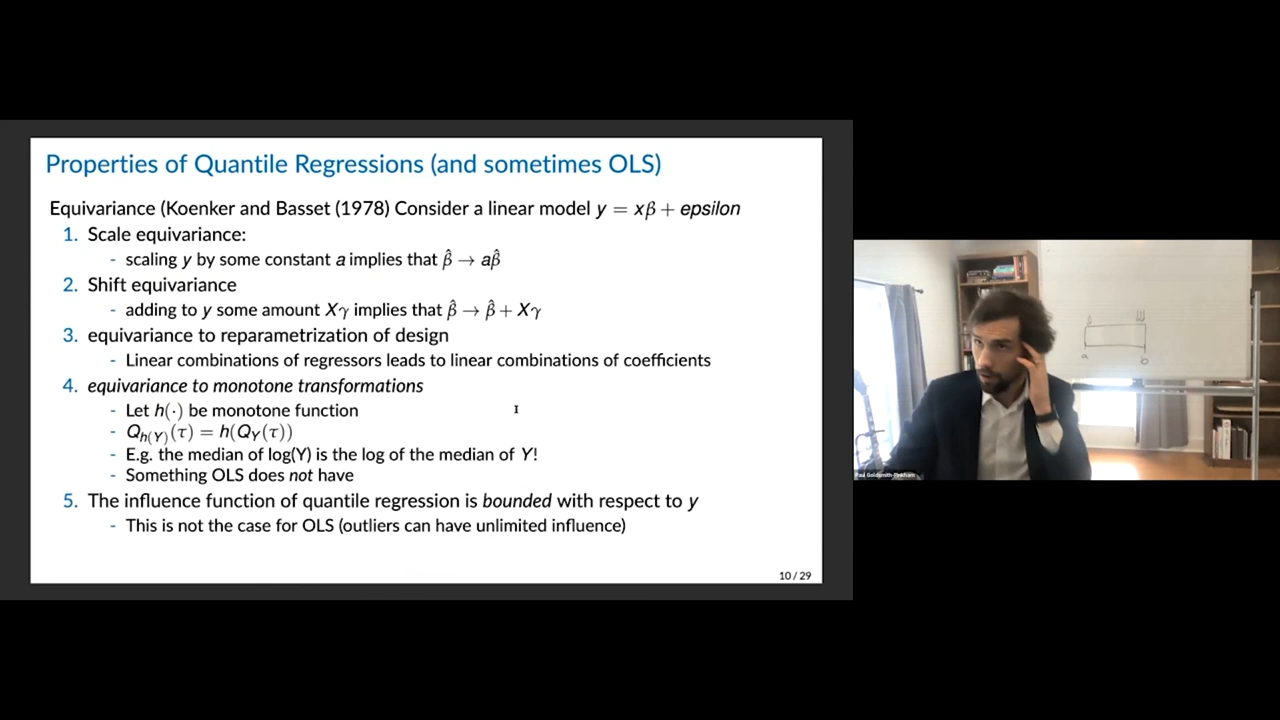 Properties of Quantile Regressions (and sometimes OLS)
Equivariance (Koenker and Basset (1978) Consider a linear model y = xβ + epsilon
1. Scale equivariance:
- scaling y by some constant a implies that β̂ → aβ̂
2. Shift equivariance
- adding to y some amount Xγ implies that β̂ → β̂ + Xγ
3. equivariance to reparametrization of design
- Linear combinations of regressors leads to linear combinations of coefficients
4. equivariance to monotone transformations
- Let h(·) be monotone function
- Q_{h(Y)}(τ) = h(Q_Y(τ))
- E.g. the median of log(Y) is the log of the median of Y!
- Something OLS does not have
5. The influence function of quantile regression is bounded with respect to y
- This is not the case for OLS (outliers can have unlimited influence)
10 / 29
Paul Goldsmith-Pinkham